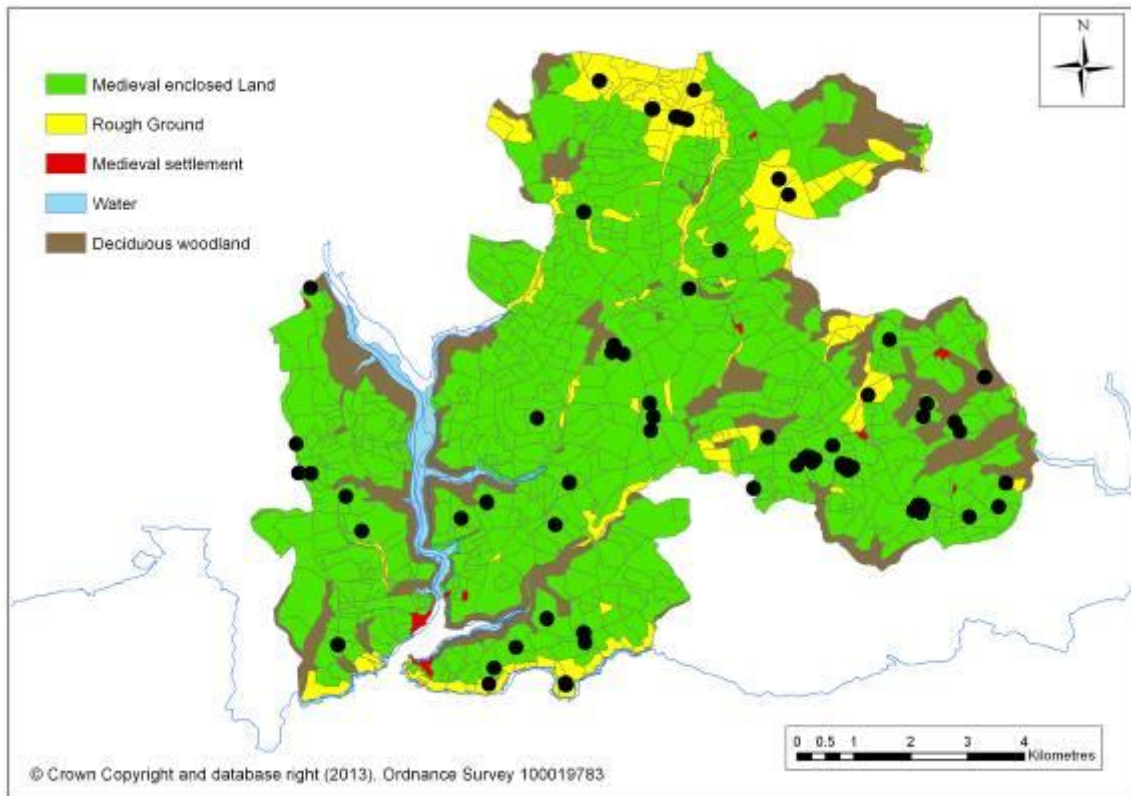 N
Medieval enclosed Land
Rough Ground
Medieval settlement
Water
Deciduous woodland
0 0.5 1 2 3 4
Kilometres
© Crown Copyright and database right (2013). Ordnance Survey 100019783